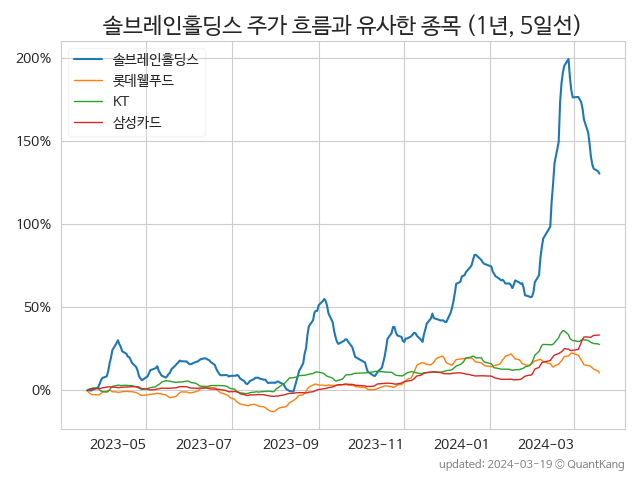 솔브레인홀딩스 주가 흐름과 유사한 종목 (1년, 5일선)
솔브레인홀딩스
롯데웰푸드
KT
삼성카드
200%
150%
100%
50%
0%
2023-05 2023-07 2023-09 2023-11 2024-01 2024-03
updated: 2024-03-19 ⓒ QuantKang